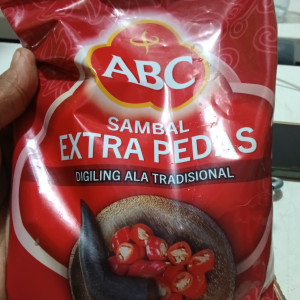 ABC
SAMBAL
EXTRA PEDAS
DIGILING ALA TRADISIONAL